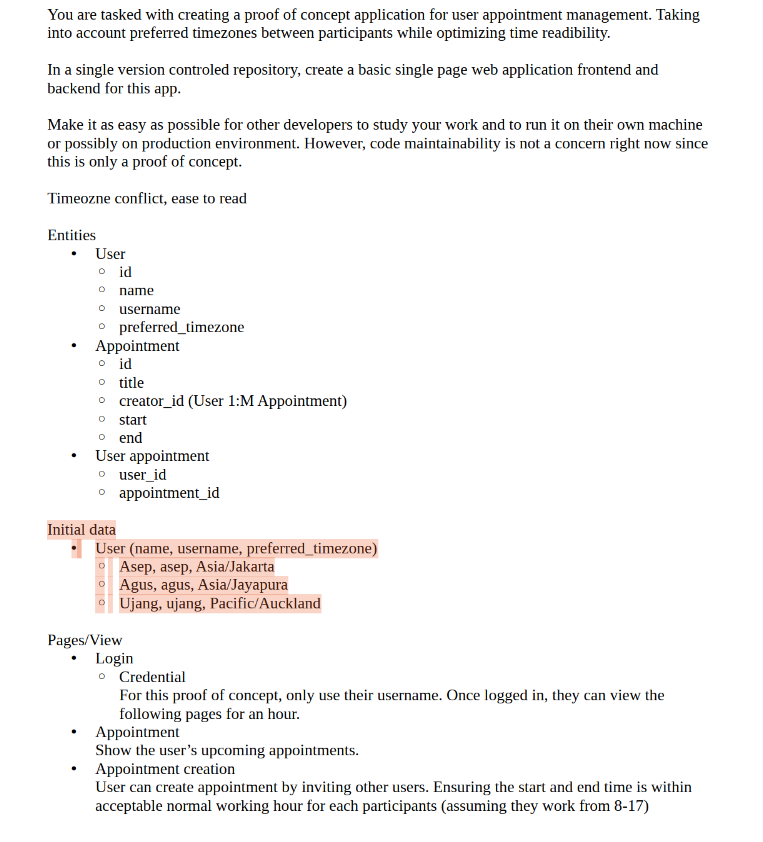 You are tasked with creating a proof of concept application for user appointment management. Taking
into account preferred timezones between participants while optimizing time readibility.
In a single version controled repository, create a basic single page web application frontend and
backend for this app.
Make it as easy as possible for other developers to study your work and to run it on their own machine
or possibly on production environment. However, code maintainability is not a concern right now since
this is only a proof of concept.
Timeozne conflict, ease to read
Entities
• User
○ id
○ name
○ username
○ preferred_timezone
• Appointment
○ id
○ title
○ creator_id (User 1:M Appointment)
○ start
○ end
• User appointment
○ user_id
○ appointment_id
Initial data
• User (name, username, preferred_timezone)
○ Asep, asep, Asia/Jakarta
○ Agus, agus, Asia/Jayapura
○ Ujang, ujang, Pacific/Auckland
Pages/View
• Login
○ Credential
For this proof of concept, only use their username. Once logged in, they can view the
following pages for an hour.
• Appointment
Show the user’s upcoming appointments.
• Appointment creation
User can create appointment by inviting other users. Ensuring the start and end time is within
acceptable normal working hour for each participants (assuming they work from 8-17)